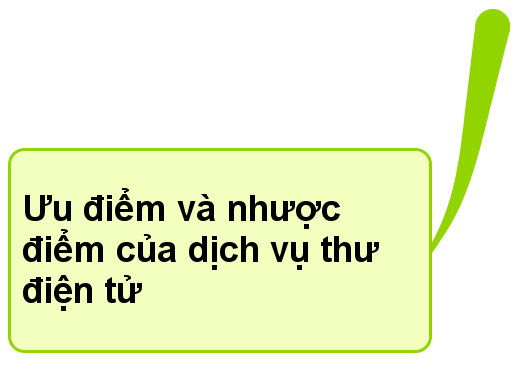 Ưu điểm và nhược
điểm của dịch vụ thư
điện tử